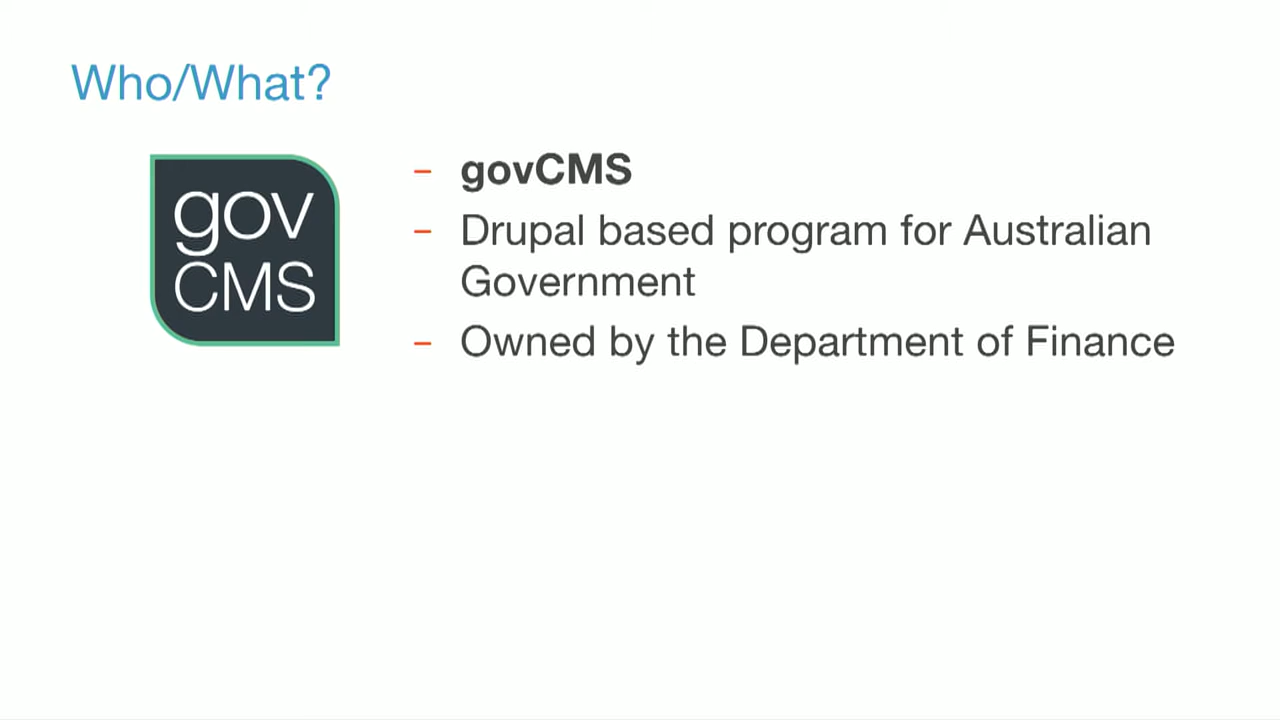 Who/What?
gov
CMS
– govCMS
– Drupal based program for Australian
Government
– Owned by the Department of Finance